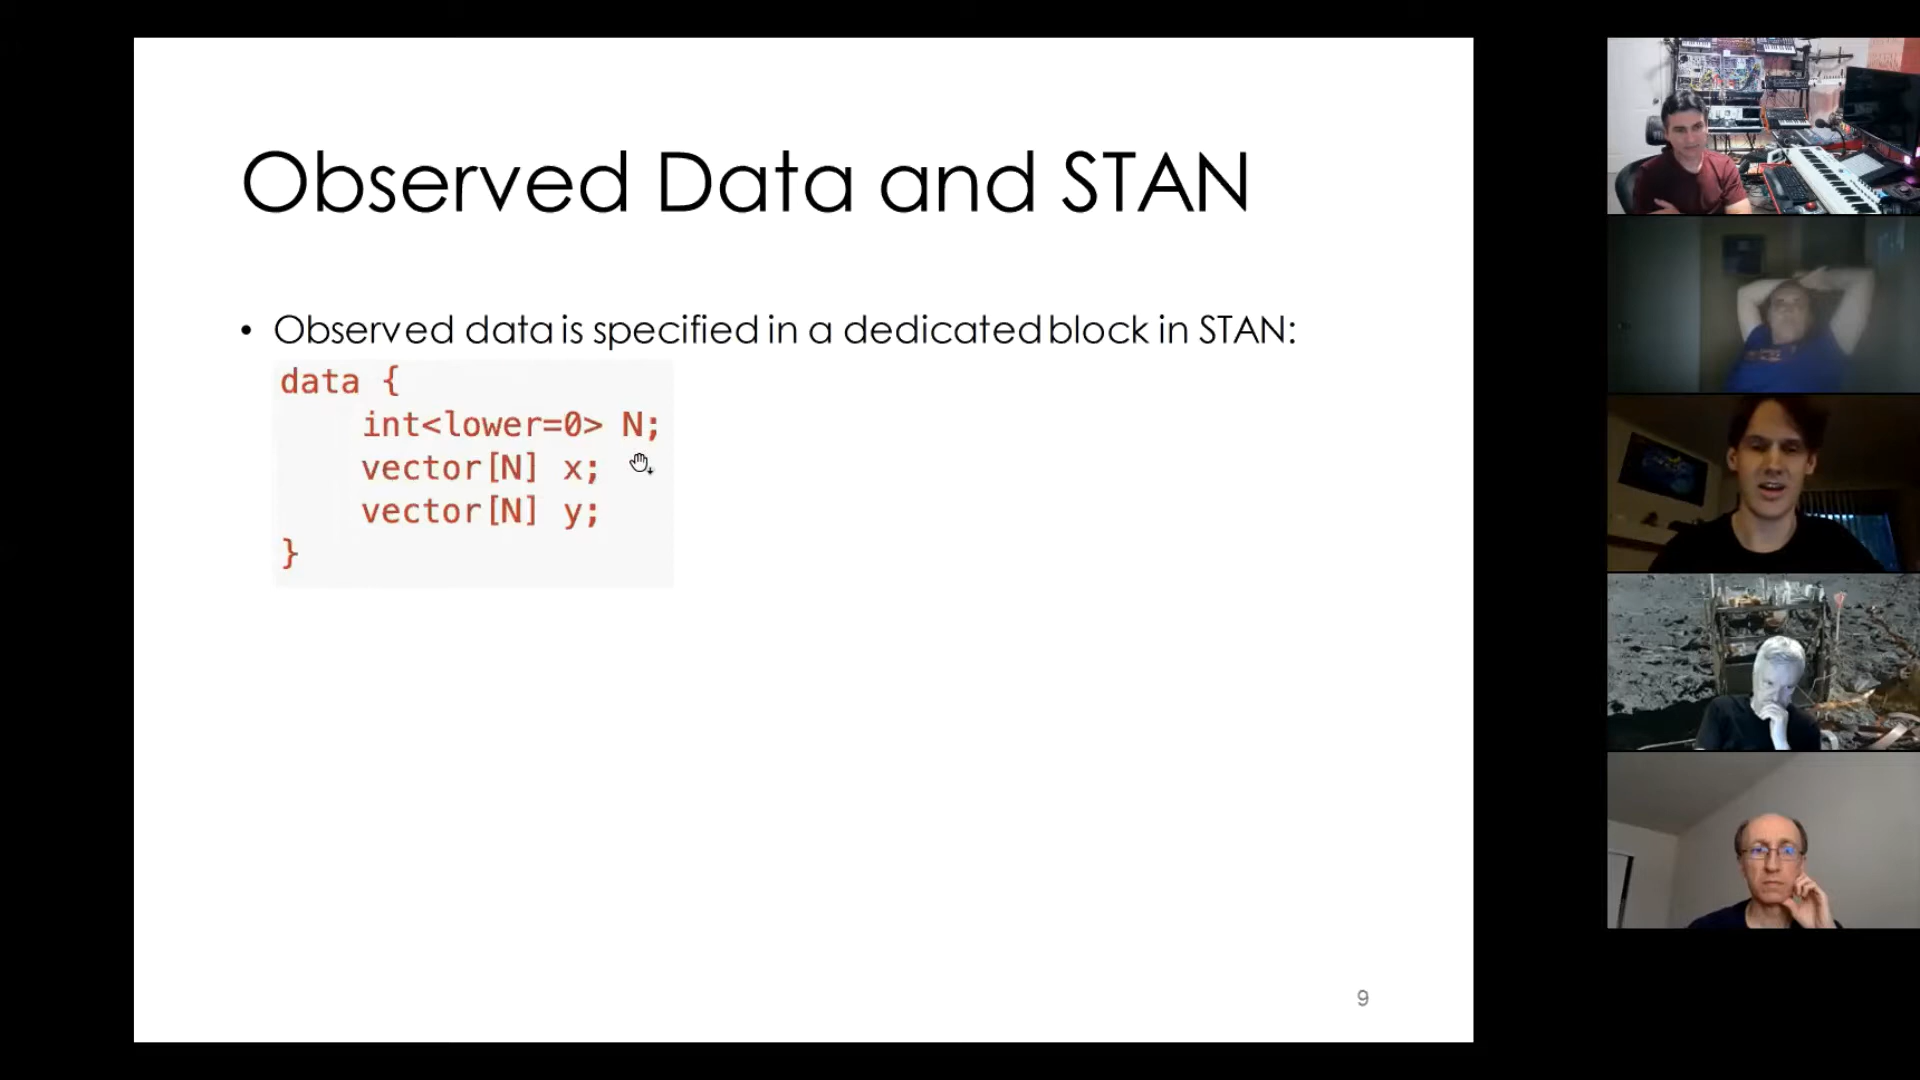 Observed Data and STAN
• Observed data is specified in a dedicated block in STAN:
data {
int<lower=0> N;
vector[N] x;
vector[N] y;
}
9